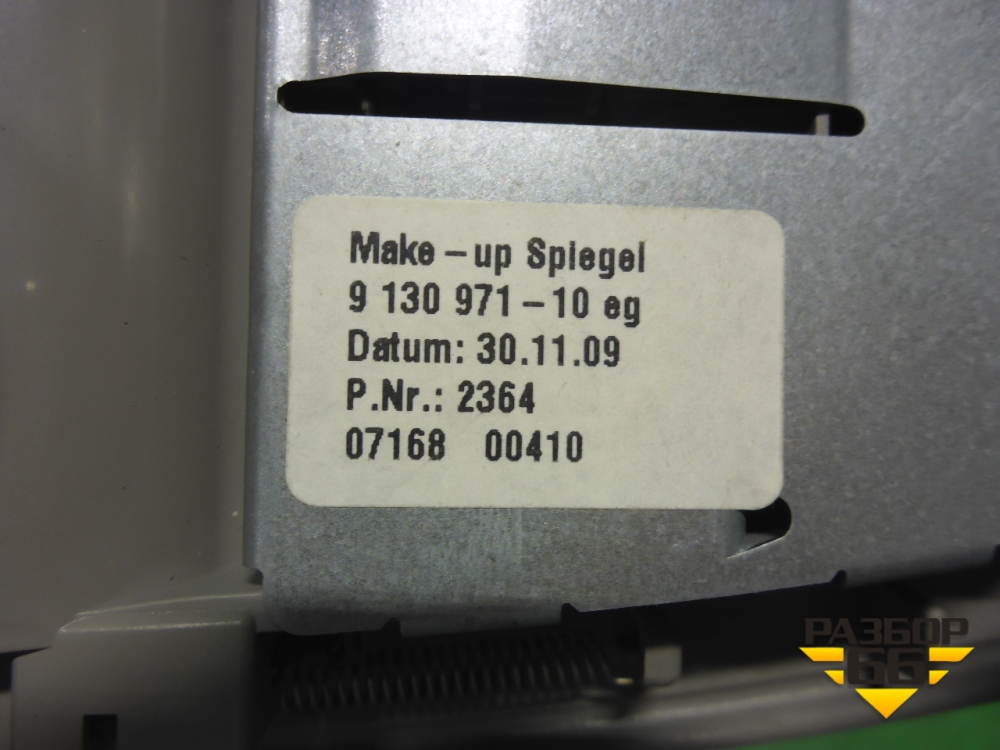 Make-up Spiegel
9 130 971-10 eg
Datum: 30.11.09
P.Nr.: 2364
07168 00410
РАЗБОР
66